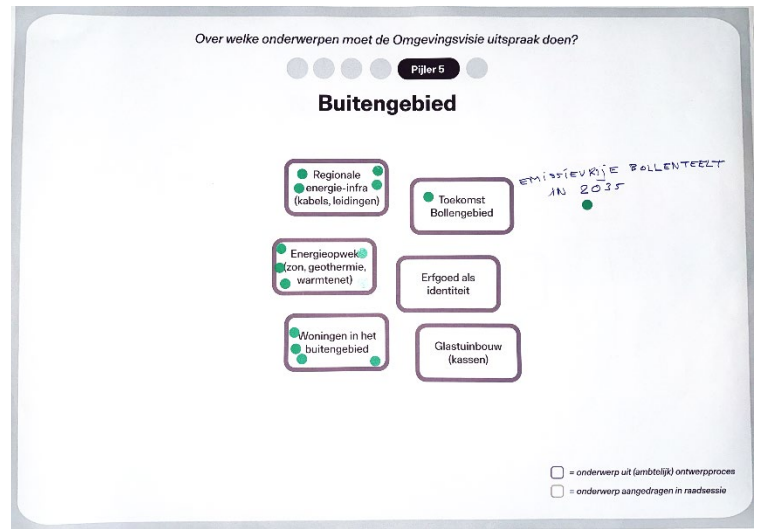 Over welke onderwerpen moet de Omgevingsvisie uitspraak doen?
Pijler 5
Buitengebied
Regionale
energie-infra
(kabels, leidingen)
Toekomst
Bollengebied
EMISSIEVRIJE BOLLENTEELT
IN 2035
Energieopwek
(zon, geothermie,
warmtenet)
Erfgoed als
identiteit
Woningen in het
buitengebied
Glastuinbouw
(kassen)
= onderwerp uit (ambtelijk) ontwerpproces
= onderwerp aangedragen in raadsessie